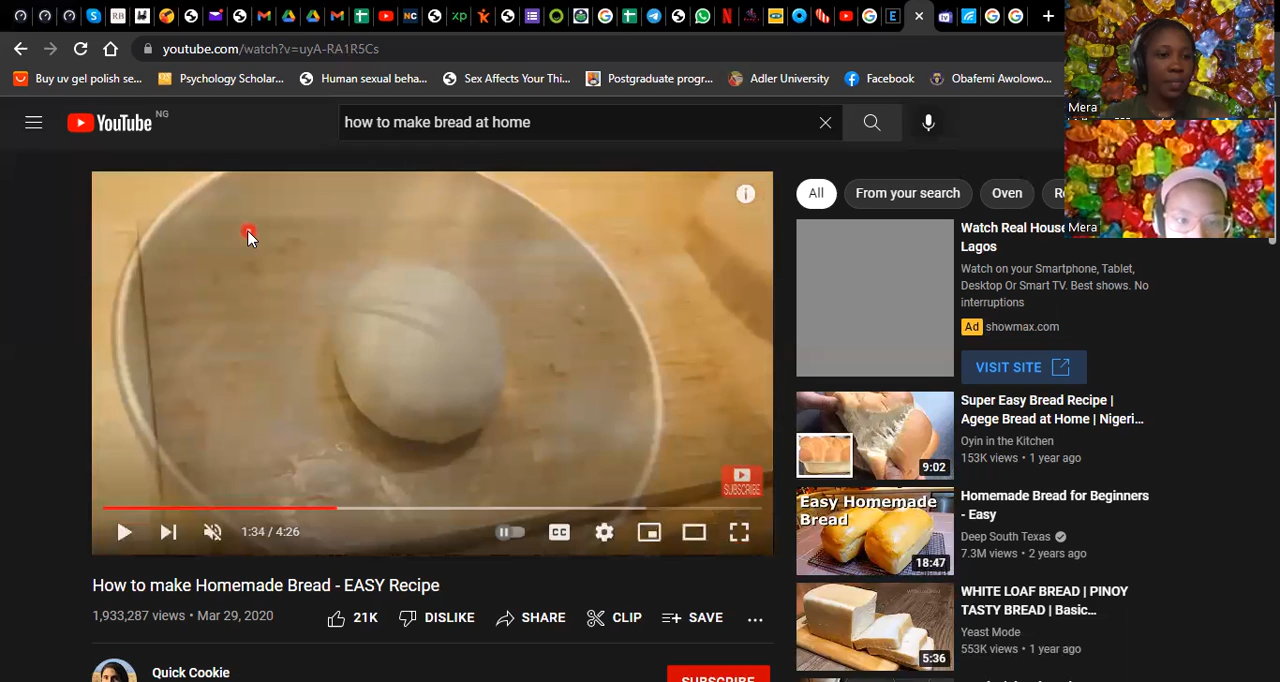 RB
NC
xp
N
E
youtube.com/watch?v=uyA-RA1R5Cs
Buy uv gel polish se...
Psychology Scholar...
Human sexual beha...
Sex Affects Your Thi...
Postgraduate progr...
Adler University
Facebook
Obafemi Awolowo...
Mera
YouTube NG
how to make bread at home
All
From your search
Oven
Mera
Watch Real House
Lagos
Watch on your Smartphone, Tablet,
Desktop Or Smart TV. Best shows. No
interruptions
Ad showmax.com
VISIT SITE
SUBSCRIBE
1:34 / 4:26
CC
Super Easy Bread Recipe |
Agege Bread at Home | Nigeri...
Oyin in the Kitchen
153K views • 1 year ago
9:02
Easy Homemade
Bread
18:47
Homemade Bread for Beginners
- Easy
Deep South Texas
7.3M views • 2 years ago
5:36
WHITE LOAF BREAD | PINOY
TASTY BREAD | Basic...
Yeast Mode
553K views • 1 year ago
How to make Homemade Bread - EASY Recipe
1,933,287 views • Mar 29, 2020
21K
DISLIKE
SHARE
CLIP
SAVE
Quick Cookie
SUBSCRIBE